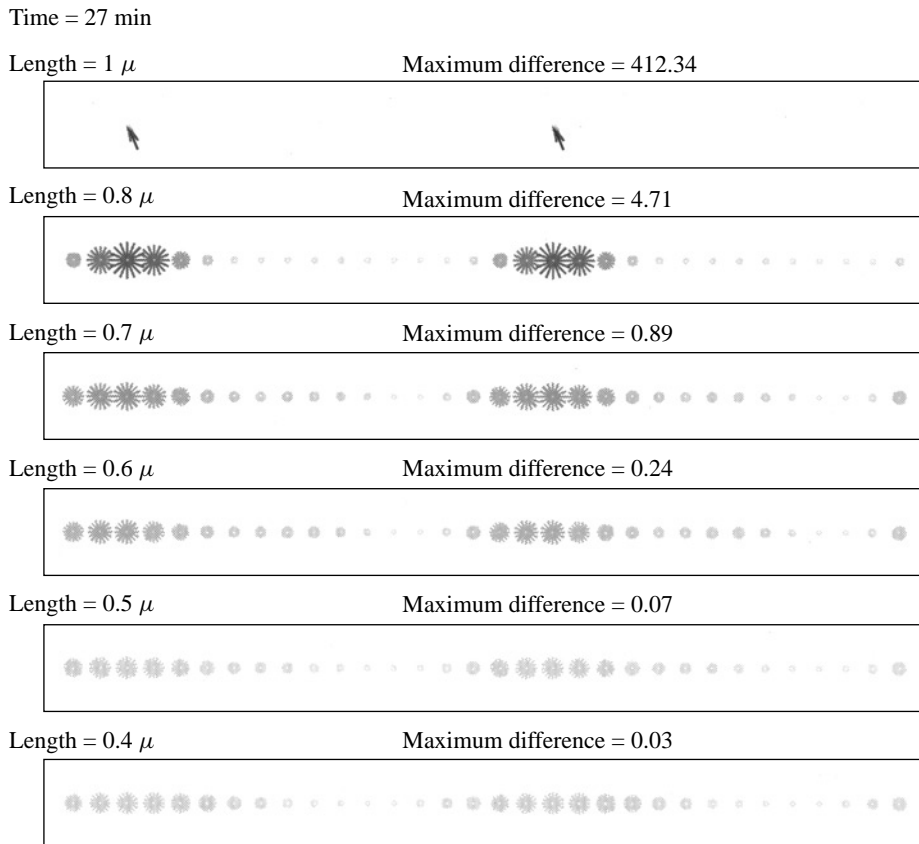 Time = 27 min
Length = 1 μ Maximum difference = 412.34
Length = 0.8 μ Maximum difference = 4.71
Length = 0.7 μ Maximum difference = 0.89
Length = 0.6 μ Maximum difference = 0.24
Length = 0.5 μ Maximum difference = 0.07
Length = 0.4 μ Maximum difference = 0.03